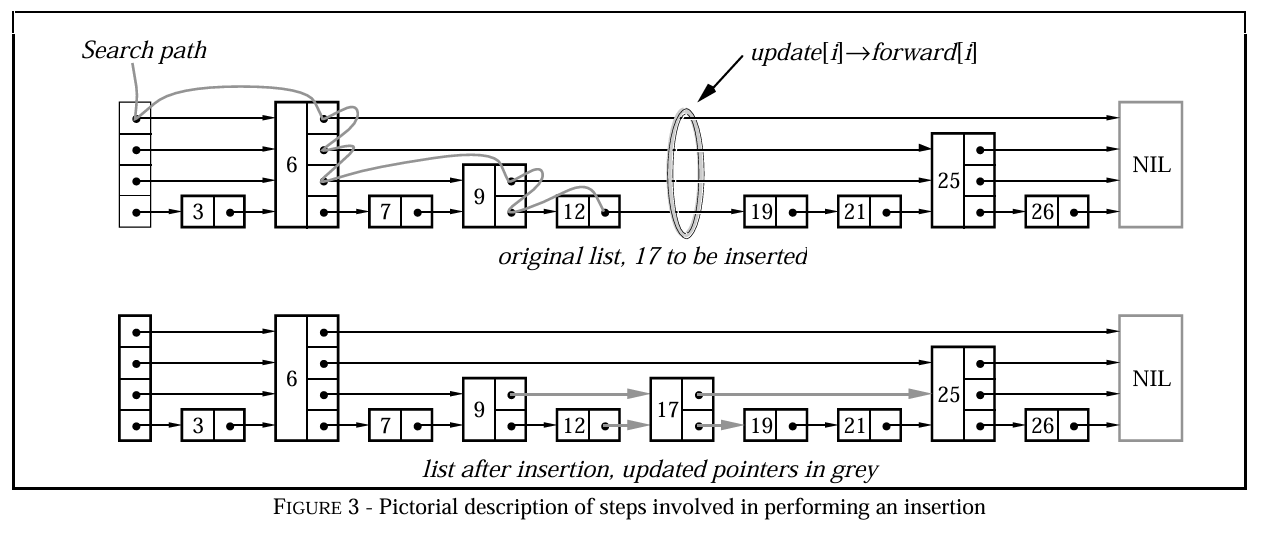 Search path
update[i]→forward[i]
6
NIL
25
9
3
7
12
19
21
26
original list, 17 to be inserted
6
NIL
25
9
17
3
7
12
19
21
26
list after insertion, updated pointers in grey
FIGURE 3 - Pictorial description of steps involved in performing an insertion